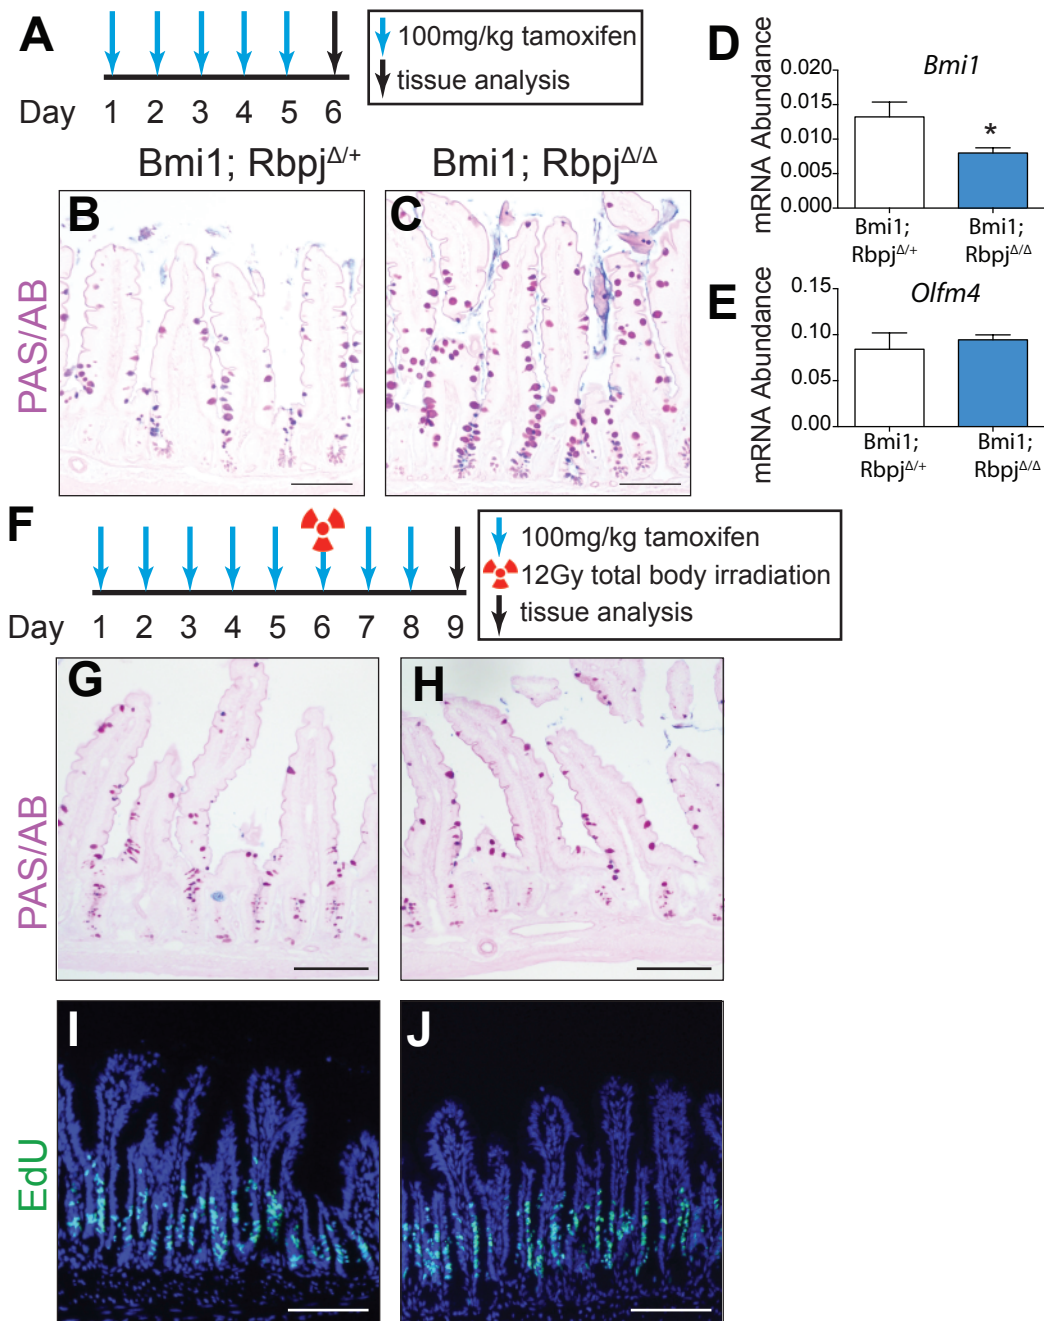 A
100mg/kg tamoxifen
tissue analysis
Day 1 2 3 4 5 6
Bmi1; Rbpj^Δ/+
Bmi1; Rbpj^Δ/Δ
B
C
PAS/AB
D
Bmi1
mRNA Abundance
0.020
0.015
0.010
0.005
0.000
*
Bmi1;
Rbpj^Δ/+
Bmi1;
Rbpj^Δ/Δ
E
Olfm4
mRNA Abundance
0.15
0.10
0.05
0.00
Bmi1;
Rbpj^Δ/+
Bmi1;
Rbpj^Δ/Δ
F
100mg/kg tamoxifen
12Gy total body irradiation
tissue analysis
Day 1 2 3 4 5 6 7 8 9
G
H
PAS/AB
I
J
EdU